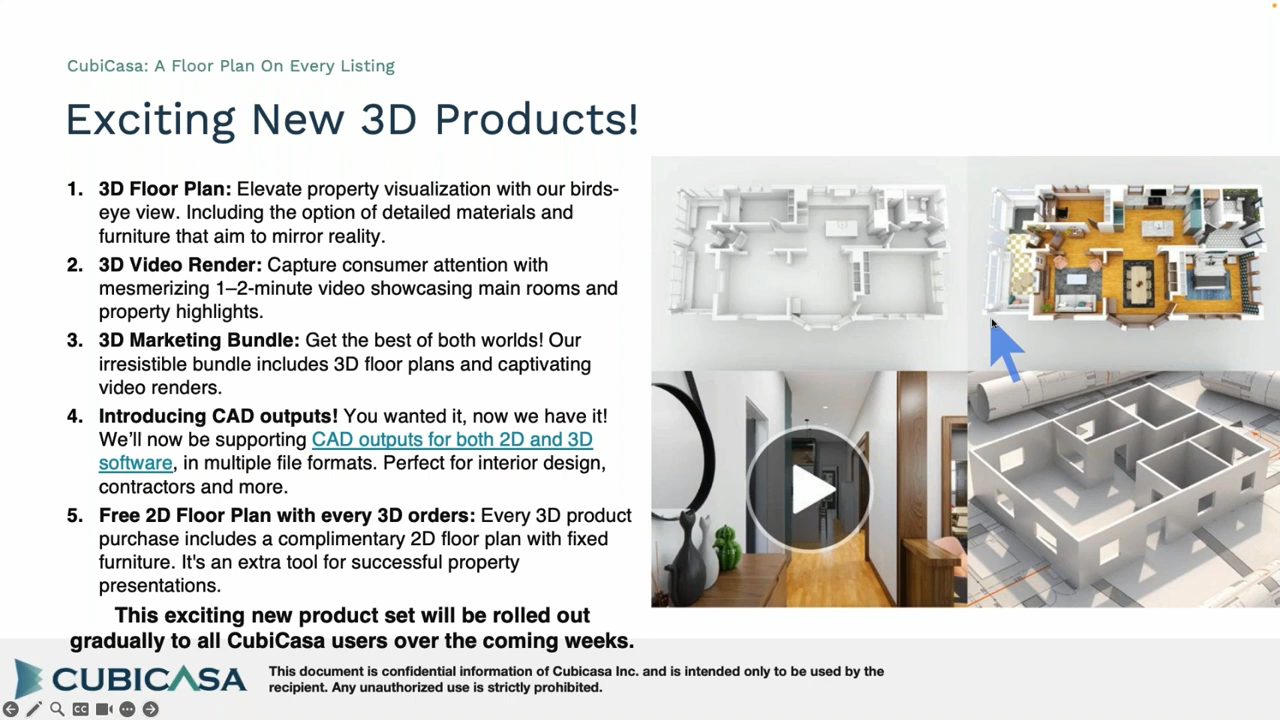 CubiCasa: A Floor Plan On Every Listing
Exciting New 3D Products!
1. 3D Floor Plan: Elevate property visualization with our birds-
eye view. Including the option of detailed materials and
furniture that aim to mirror reality.
2. 3D Video Render: Capture consumer attention with
mesmerizing 1–2-minute video showcasing main rooms and
property highlights.
3. 3D Marketing Bundle: Get the best of both worlds! Our
irresistible bundle includes 3D floor plans and captivating
video renders.
4. Introducing CAD outputs! You wanted it, now we have it!
We’ll now be supporting CAD outputs for both 2D and 3D
software, in multiple file formats. Perfect for interior design,
contractors and more.
5. Free 2D Floor Plan with every 3D orders: Every 3D product
purchase includes a complimentary 2D floor plan with fixed
furniture. It's an extra tool for successful property
presentations.
This exciting new product set will be rolled out
gradually to all CubiCasa users over the coming weeks.
CUBICASA
This document is confidential information of Cubicasa Inc. and is intended only to be used by the
recipient. Any unauthorized use is strictly prohibited.
CC